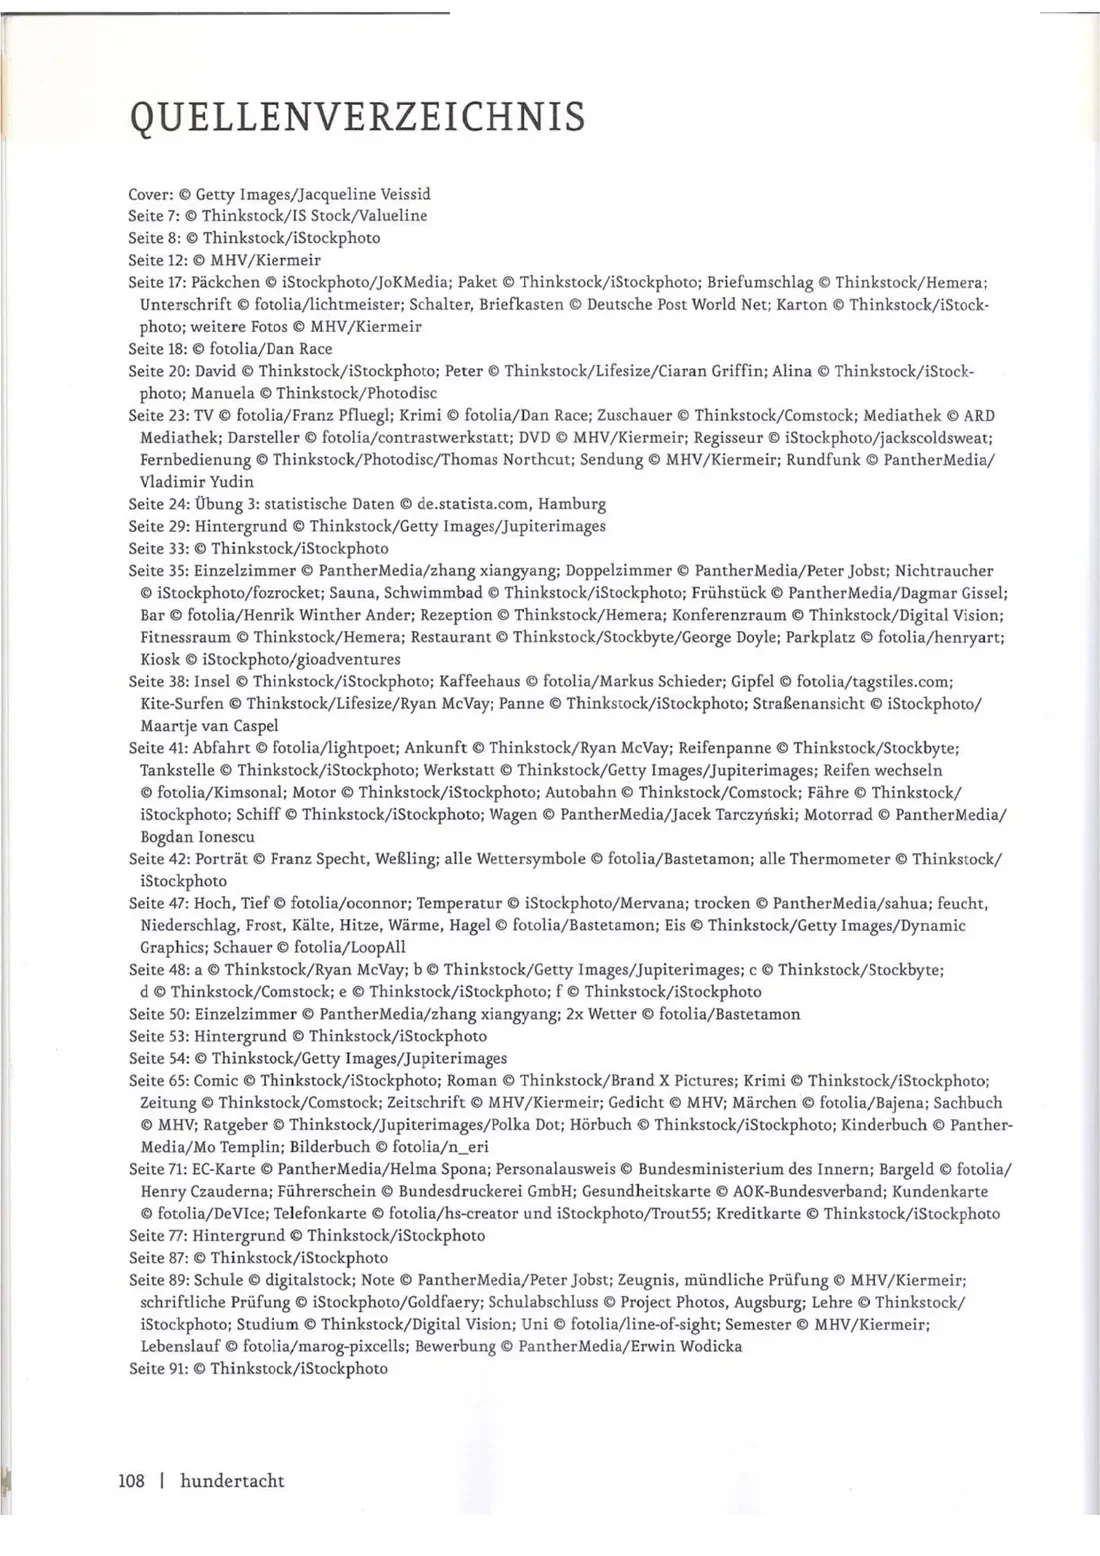 QUELLENVERZEICHNIS
Cover: © Getty Images/Jacqueline Veissid
Seite 7: © Thinkstock/IS Stock/Valueline
Seite 8: © Thinkstock/iStockphoto
Seite 12: © MHV/Kiermeir
Seite 17: Päckchen © iStockphoto/JoKMedia; Paket © Thinkstock/iStockphoto; Briefumschlag © Thinkstock/Hemera;
Unterschrift © fotolia/lichtmeister; Schalter, Briefkasten © Deutsche Post World Net; Karton © Thinkstock/iStock-
photo; weitere Fotos © MHV/Kiermeir
Seite 18: © fotolia/Dan Race
Seite 20: David © Thinkstock/iStockphoto; Peter © Thinkstock/Lifesize/Ciaran Griffin; Alina © Thinkstock/iStock-
photo; Manuela © Thinkstock/Photodisc
Seite 23: TV © fotolia/Franz Pfluegl; Krimi © fotolia/Dan Race; Zuschauer © Thinkstock/Comstock; Mediathek © ARD
Mediathek; Darsteller © fotolia/contrastwerkstatt; DVD © MHV/Kiermeir; Regisseur © iStockphoto/jackscoldsweat;
Fernbedienung © Thinkstock/Photodisc/Thomas Northcut; Sendung © MHV/Kiermeir; Rundfunk © PantherMedia/
Vladimir Yudin
Seite 24: Übung 3: statistische Daten © de.statista.com, Hamburg
Seite 29: Hintergrund © Thinkstock/Getty Images/Jupiterimages
Seite 33: © Thinkstock/iStockphoto
Seite 35: Einzelzimmer © PantherMedia/zhang xiangyang; Doppelzimmer © PantherMedia/Peter Jobst; Nichtraucher
© iStockphoto/fozrocket; Sauna, Schwimmbad © Thinkstock/iStockphoto; Frühstück © PantherMedia/Dagmar Gissel;
Bar © fotolia/Henrik Winther Ander; Rezeption © Thinkstock/Hemera; Konferenzraum © Thinkstock/Digital Vision;
Fitnessraum © Thinkstock/Hemera; Restaurant © Thinkstock/Stockbyte/George Doyle; Parkplatz © fotolia/henryart;
Kiosk © iStockphoto/gioadventures
Seite 38: Insel © Thinkstock/iStockphoto; Kaffeehaus © fotolia/Markus Schieder; Gipfel © fotolia/tagstiles.com;
Kite-Surfen © Thinkstock/Lifesize/Ryan McVay; Panne © Thinkstock/iStockphoto; Straßenansicht © iStockphoto/
Maartje van Caspel
Seite 41: Abfahrt © fotolia/lightpoet; Ankunft © Thinkstock/Ryan McVay; Reifenpanne © Thinkstock/Stockbyte;
Tankstelle © Thinkstock/iStockphoto; Werkstatt © Thinkstock/Getty Images/Jupiterimages; Reifen wechseln
© fotolia/Kimsonal; Motor © Thinkstock/iStockphoto; Autobahn © Thinkstock/Comstock; Fähre © Thinkstock/
iStockphoto; Schiff © Thinkstock/iStockphoto; Wagen © PantherMedia/Jacek Tarczyński; Motorrad © PantherMedia/
Bogdan Ionescu
Seite 42: Porträt © Franz Specht, Weßling; alle Wettersymbole © fotolia/Bastetamon; alle Thermometer © Thinkstock/
iStockphoto
Seite 47: Hoch, Tief © fotolia/oconnor; Temperatur © iStockphoto/Mervana; trocken © PantherMedia/sahua; feucht,
Niederschlag, Frost, Kälte, Hitze, Wärme, Hagel © fotolia/Bastetamon; Eis © Thinkstock/Getty Images/Dynamic
Graphics; Schauer © fotolia/LoopAll
Seite 48: a © Thinkstock/Ryan McVay; b © Thinkstock/Getty Images/Jupiterimages; c © Thinkstock/Stockbyte;
d © Thinkstock/Comstock; e © Thinkstock/iStockphoto; f © Thinkstock/iStockphoto
Seite 50: Einzelzimmer © PantherMedia/zhang xiangyang; 2x Wetter © fotolia/Bastetamon
Seite 53: Hintergrund © Thinkstock/iStockphoto
Seite 54: © Thinkstock/Getty Images/Jupiterimages
Seite 65: Comic © Thinkstock/iStockphoto; Roman © Thinkstock/Brand X Pictures; Krimi © Thinkstock/iStockphoto;
Zeitung © Thinkstock/Comstock; Zeitschrift © MHV/Kiermeir; Gedicht © MHV; Märchen © fotolia/Bajena; Sachbuch
© MHV; Ratgeber © Thinkstock/Jupiterimages/Polka Dot; Hörbuch © Thinkstock/iStockphoto; Kinderbuch © Panther-
Media/Mo Templin; Bilderbuch © fotolia/n_eri
Seite 71: EC-Karte © PantherMedia/Helma Spona; Personalausweis © Bundesministerium des Innern; Bargeld © fotolia/
Henry Czauderna; Führerschein © Bundesdruckerei GmbH; Gesundheitskarte © AOK-Bundesverband; Kundenkarte
© fotolia/DeVIce; Telefonkarte © fotolia/hs-creator und iStockphoto/Trout55; Kreditkarte © Thinkstock/iStockphoto
Seite 77: Hintergrund © Thinkstock/iStockphoto
Seite 87: © Thinkstock/iStockphoto
Seite 89: Schule © digitalstock; Note © PantherMedia/Peter Jobst; Zeugnis, mündliche Prüfung © MHV/Kiermeir;
schriftliche Prüfung © iStockphoto/Goldfaery; Schulabschluss © Project Photos, Augsburg; Lehre © Thinkstock/
iStockphoto; Studium © Thinkstock/Digital Vision; Uni © fotolia/line-of-sight; Semester © MHV/Kiermeir;
Lebenslauf © fotolia/marog-pixcells; Bewerbung © PantherMedia/Erwin Wodicka
Seite 91: © Thinkstock/iStockphoto
108 | hundertacht